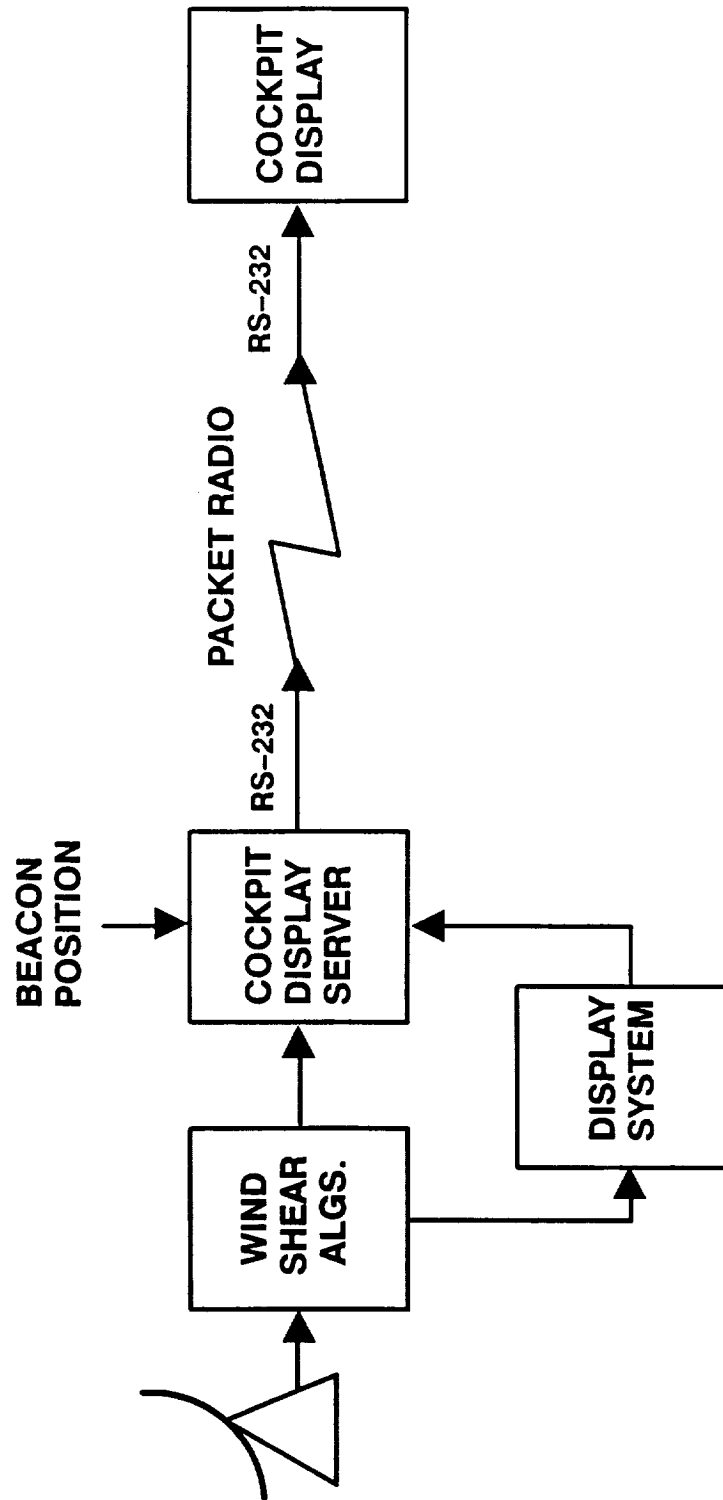 BEACON
POSITION
WIND
SHEAR
ALGS.
COCKPIT
DISPLAY
SERVER
RS-232
PACKET RADIO
RS-232
COCKPIT
DISPLAY
DISPLAY
SYSTEM